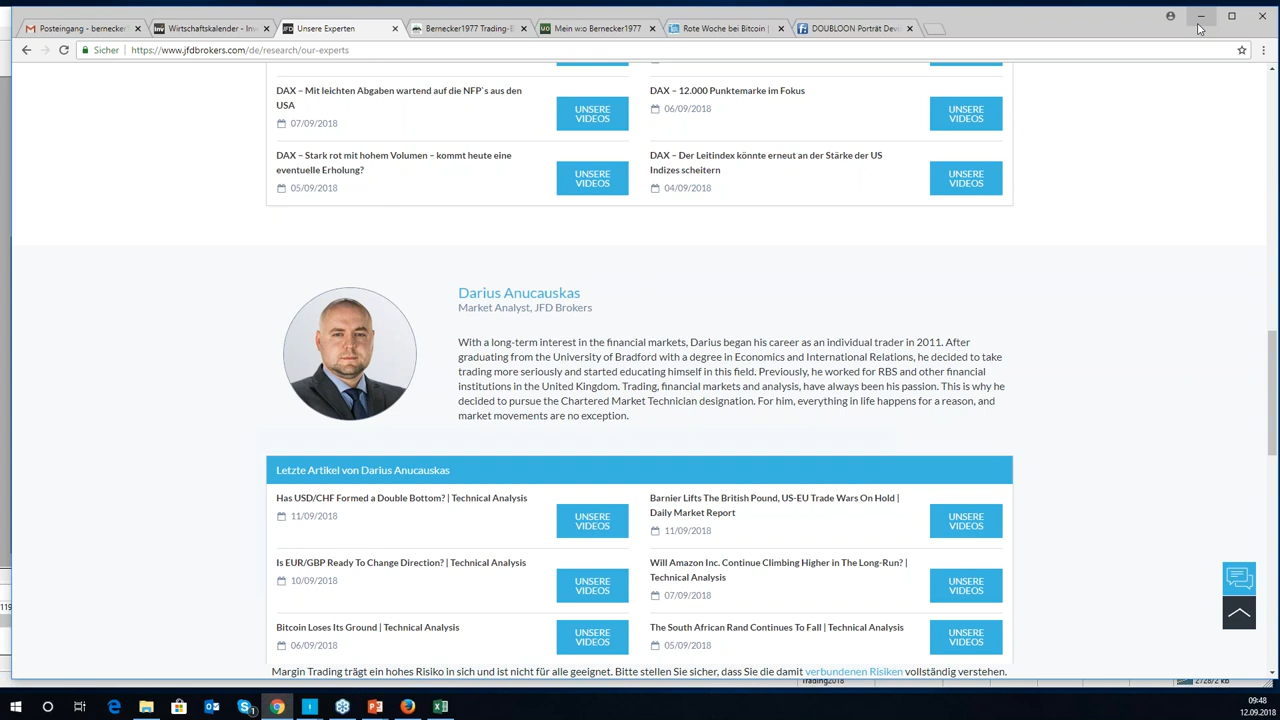 Posteingang - bernecker
Wirtschaftskalender - Inv
Unsere Experten
Bernecker1977 Trading-B
Mein w:o Bernecker1977
Rote Woche bei Bitcoin |
DOUBLOON Porträt Dev
Sicher | https://www.jfdbrokers.com/de/research/our-experts
DAX – Mit leichten Abgaben wartend auf die NFP`s aus den
USA
07/09/2018
UNSERE
VIDEOS
DAX – 12.000 Punktemarke im Fokus
06/09/2018
UNSERE
VIDEOS
DAX – Stark rot mit hohem Volumen – kommt heute eine
eventuelle Erholung?
05/09/2018
UNSERE
VIDEOS
DAX – Der Leitindex könnte erneut an der Stärke der US
Indizes scheitern
04/09/2018
UNSERE
VIDEOS
Darius Anucauskas
Market Analyst, JFD Brokers
With a long-term interest in the financial markets, Darius began his career as an individual trader in 2011. After
graduating from the University of Bradford with a degree in Economics and International Relations, he decided to take
trading more seriously and started educating himself in this field. Previously, he worked for RBS and other financial
institutions in the United Kingdom. Trading, financial markets and analysis, have always been his passion. This is why he
decided to pursue the Chartered Market Technician designation. For him, everything in life happens for a reason, and
market movements are no exception.
Letzte Artikel von Darius Anucauskas
Has USD/CHF Formed a Double Bottom? | Technical Analysis
11/09/2018
UNSERE
VIDEOS
Barnier Lifts The British Pound, US-EU Trade Wars On Hold |
Daily Market Report
11/09/2018
UNSERE
VIDEOS
Is EUR/GBP Ready To Change Direction? | Technical Analysis
10/09/2018
UNSERE
VIDEOS
Will Amazon Inc. Continue Climbing Higher in The Long-Run? |
Technical Analysis
07/09/2018
UNSERE
VIDEOS
Bitcoin Loses Its Ground | Technical Analysis
06/09/2018
UNSERE
VIDEOS
The South African Rand Continues To Fall | Technical Analysis
05/09/2018
UNSERE
VIDEOS
Margin Trading trägt ein hohes Risiko in sich und ist nicht für alle geeignet. Bitte stellen Sie sicher, dass Sie die damit verbundenen Risiken vollständig verstehen.
119
Trading2018
2728/2 kb
09:48
12.09.2018